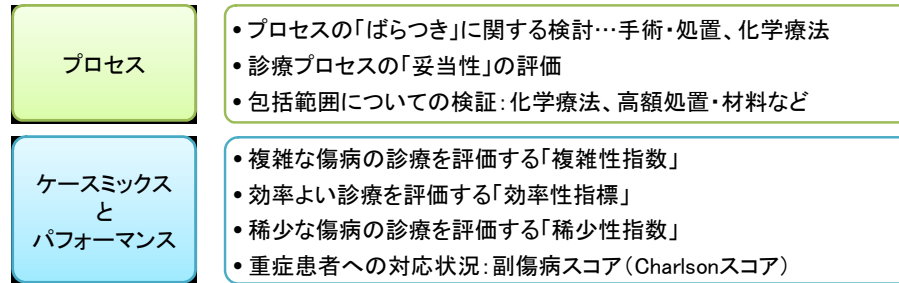 プロセス
• プロセスの「ばらつき」に関する検討…手術・処置、化学療法
• 診療プロセスの「妥当性」の評価
• 包括範囲についての検証：化学療法、高額処置・材料など
ケースミックス
と
パフォーマンス
• 複雑な傷病の診療を評価する「複雑性指数」
• 効率よい診療を評価する「効率性指標」
• 稀少な傷病の診療を評価する「稀少性指数」
• 重症患者への対応状況：副傷病スコア（Charlsonスコア）